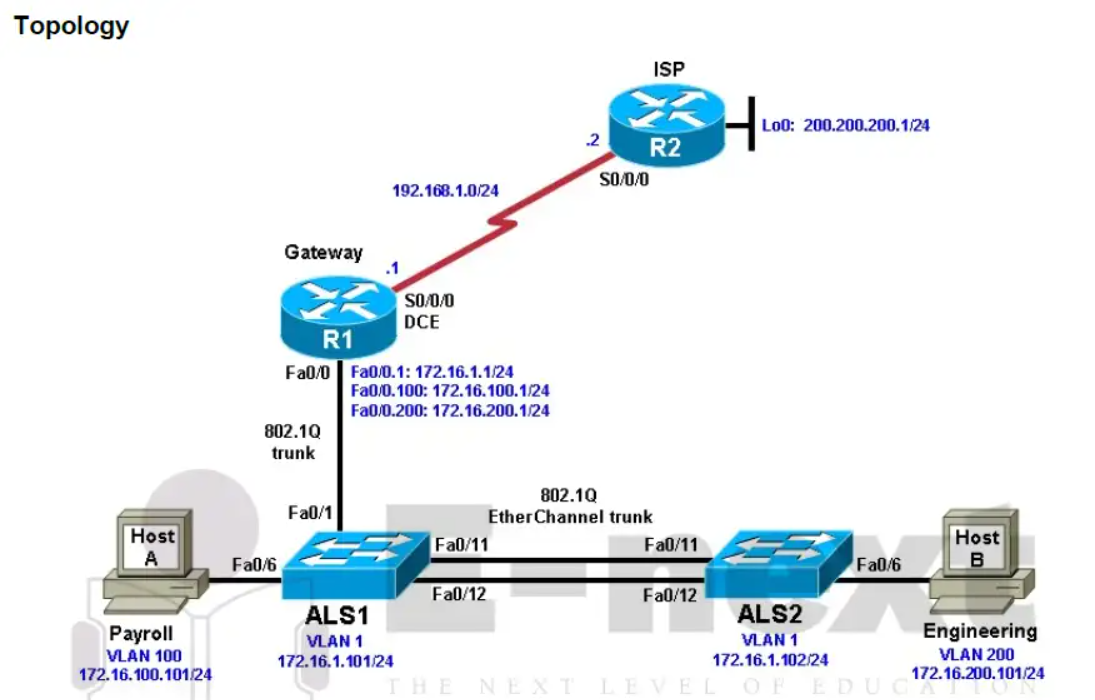 Topology
ISP
R2
Lo0: 200.200.200.1/24
.2
S0/0/0
192.168.1.0/24
Gateway
.1
S0/0/0
DCE
R1
Fa0/0
Fa0/0.1: 172.16.1.1/24
Fa0/0.100: 172.16.100.1/24
Fa0/0.200: 172.16.200.1/24
802.1Q
trunk
802.1Q
EtherChannel trunk
Fa0/1
Host
A
Fa0/6
Fa0/11
Fa0/11
Fa0/6
Host
B
Fa0/12
Fa0/12
ALS1
VLAN 1
172.16.1.101/24
ALS2
VLAN 1
172.16.1.102/24
Payroll
VLAN 100
172.16.100.101/24
Engineering
VLAN 200
172.16.200.101/24
E-next
THE NEXT LEVEL OF EDUCATION